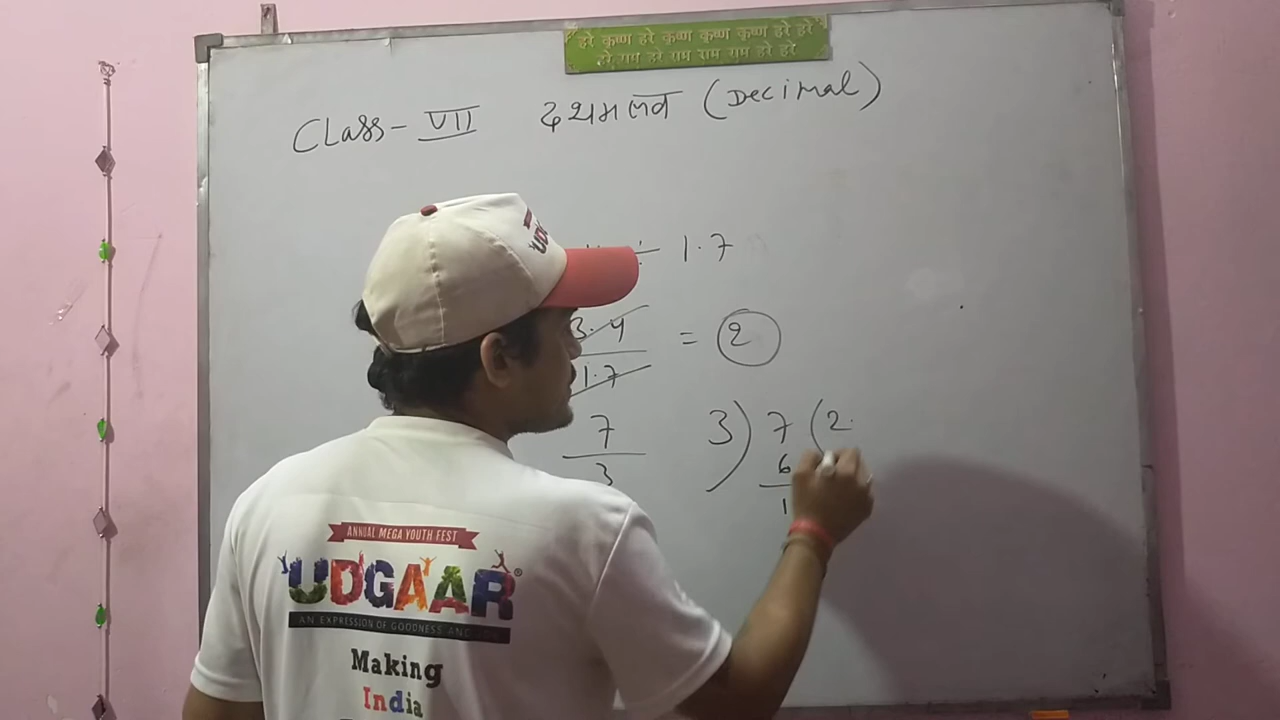 हरे कृष्ण हरे कृष्ण कृष्ण कृष्ण हरे हरे
हरे राम हरे राम राम राम हरे हरे
CLass- VII दशमलव (Decimal)
÷ 1.7
3.4
1.7
= 2
7
3
3) 7 (2.
6
1
ANNUAL MEGA YOUTH FEST
UDGAAR®
AN EXPRESSION OF GOODNESS AND
Making
India